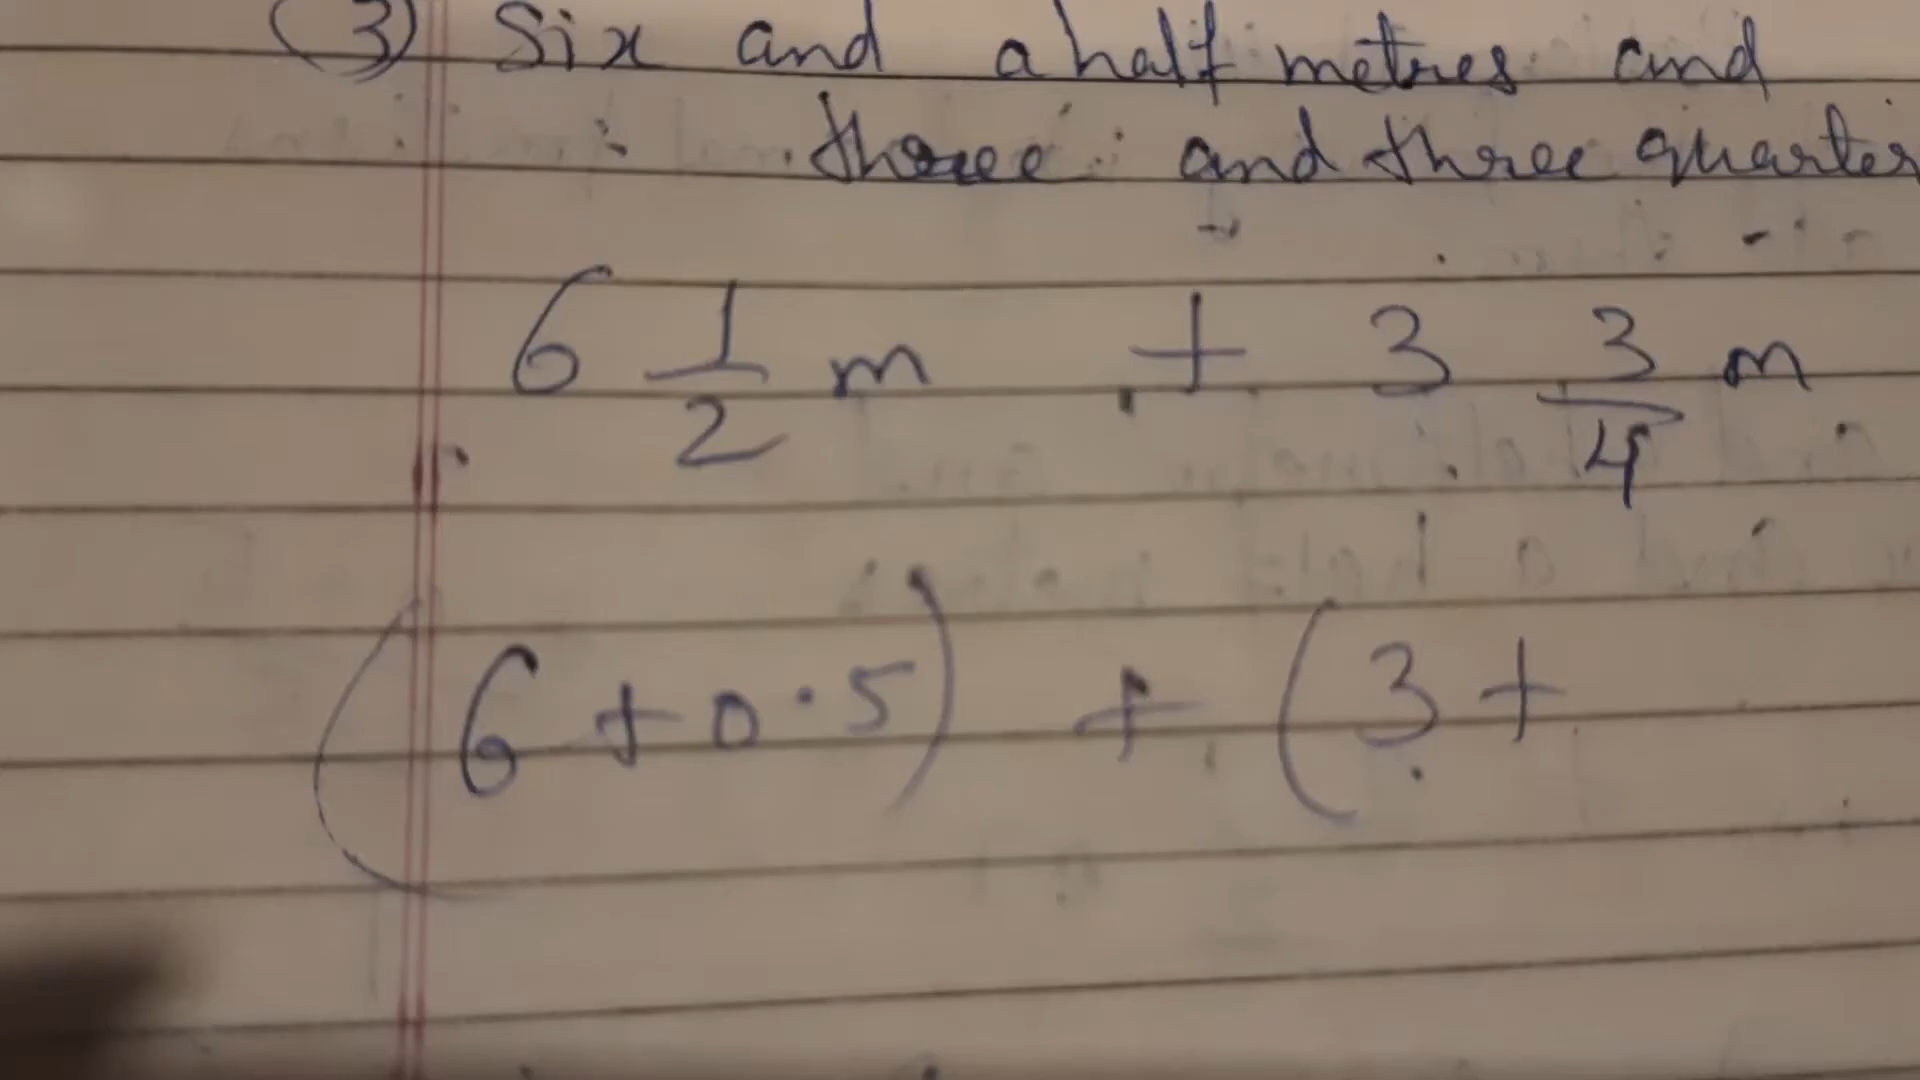 (3) Six and a half metres and
three and three quarter
6 1/2 m + 3 3/4 m
(6 + 0.5) + (3 +